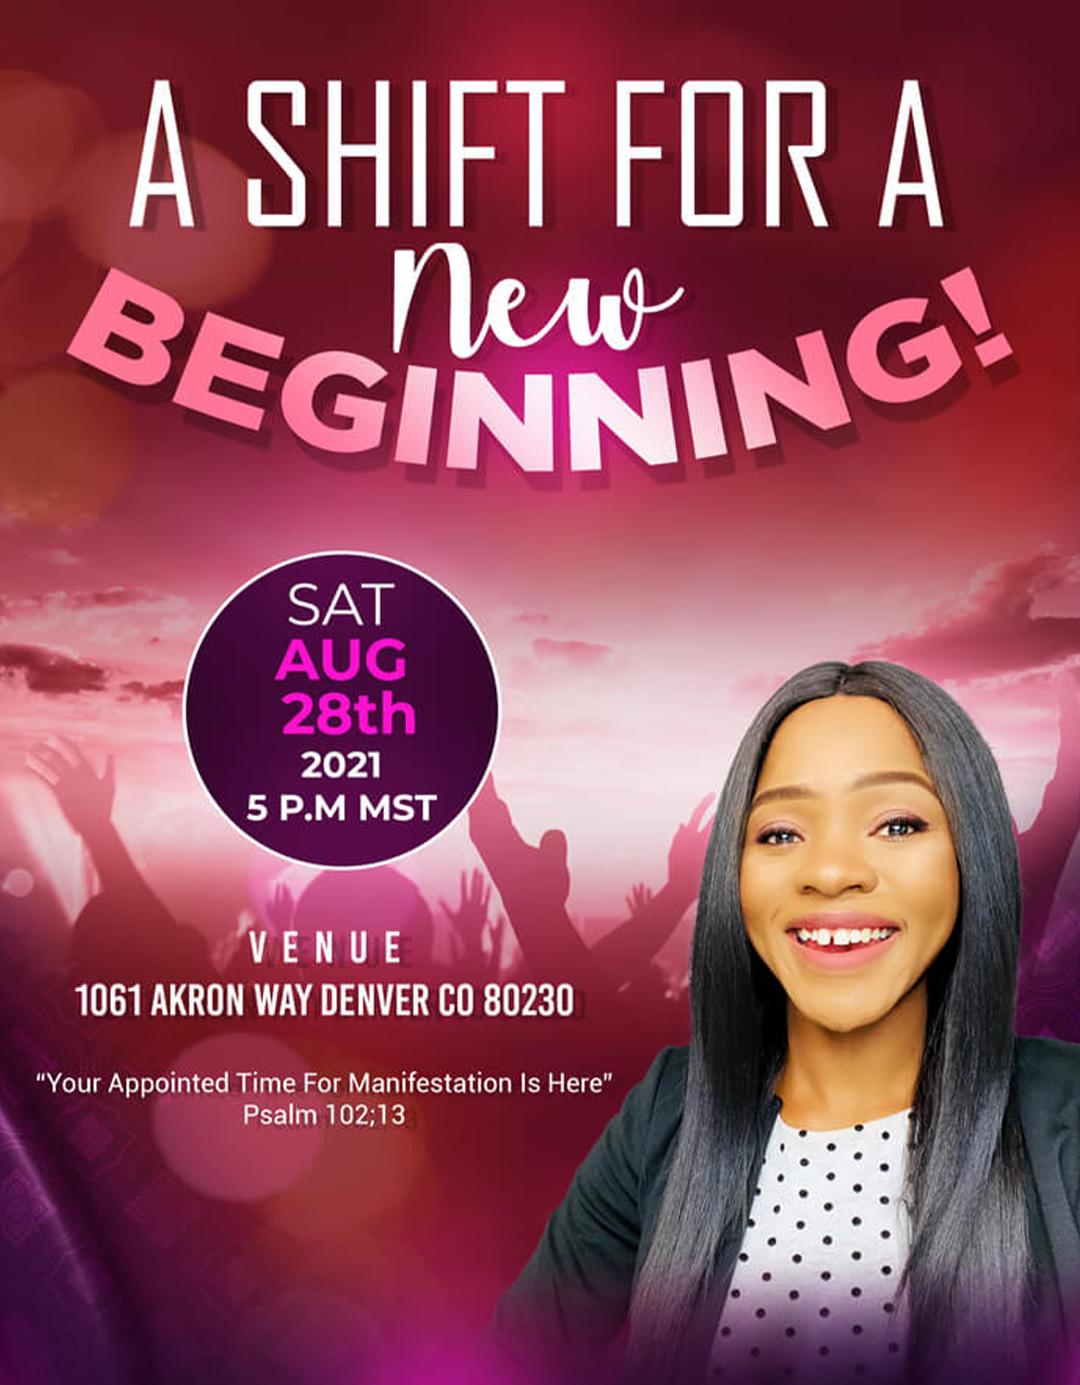 A SHIFT FOR A
New
BEGINNING!
SAT
AUG
28th
2021
5 P.M MST
VENUE
1061 AKRON WAY DENVER CO 80230
"Your Appointed Time For Manifestation Is Here"
Psalm 102;13